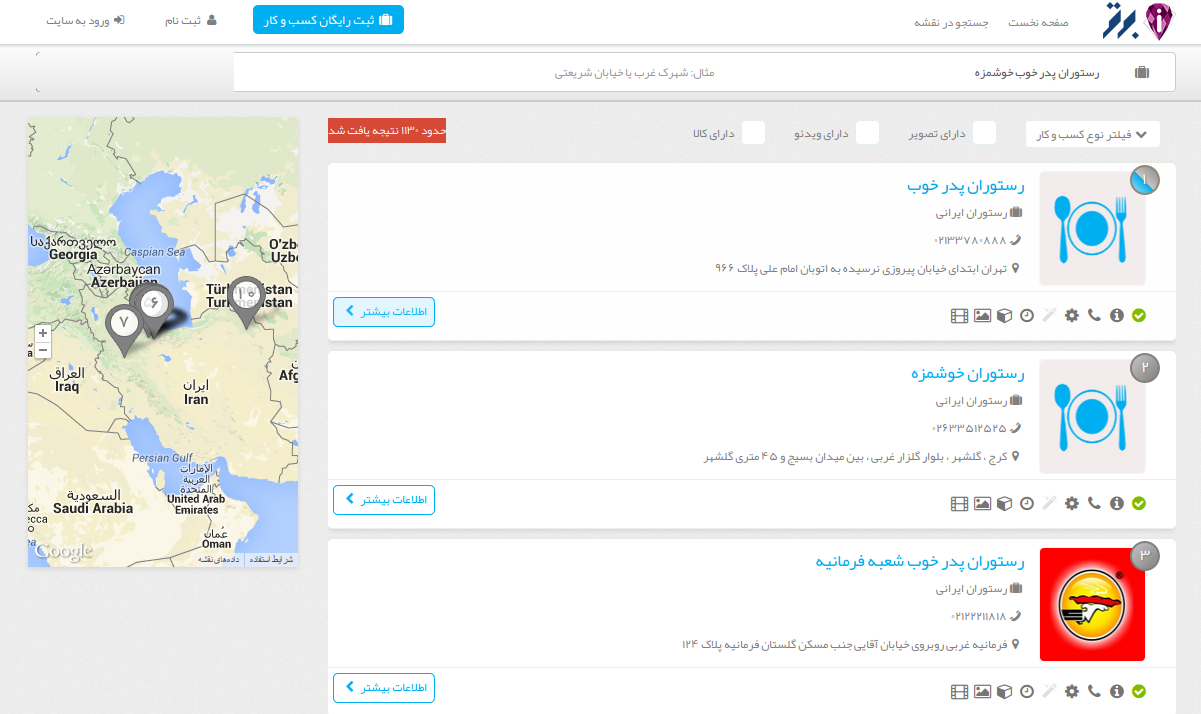 برتر
صفحه نخست
جستجو در نقشه
ثبت رایگان کسب و کار
ثبت نام
ورود به سایت
رستوران پدر خوب خوشمزه
مثال: شهرک غرب یا خیابان شریعتی
فیلتر نوع کسب و کار
دارای تصویر
دارای ویدئو
دارای کالا
حدود ۱۱۳۰ نتیجه یافت شد
۱
رستوران پدر خوب
رستوران ایرانی
۰۲۱۳۳۷۸۰۸۸۸
تهران ابتدای خیابان پیروزی نرسیده به اتوبان امام علی پلاک ۹۶۶
اطلاعات بیشتر
۲
رستوران خوشمزه
رستوران ایرانی
۰۲۶۳۳۵۱۲۵۲۵
کرج ، گلشهر ، بلوار گلزار غربی ، بین میدان بسیج و ۴۵ متری گلشهر
اطلاعات بیشتر
۳
رستوران پدر خوب شعبه فرمانیه
رستوران ایرانی
۰۲۱۲۲۲۱۱۸۱۸
فرمانیه غربی روبروی خیابان آقایی جنب مسکن گلستان فرمانیه پلاک ۱۲۴
اطلاعات بیشتر
საქართველო
Georgia
Caspian Sea
O'zb
Uzbe
Azərbaycan
Azerbaijan
Türkmenistan
Turkmenistan
۶
۷
۱۰
+
−
العراق
Iraq
ایران
Iran
Afg
Persian Gulf
الإمارات
العربية
المتحدة
United Arab
Emirates
السعودية
Saudi Arabia
مكة
ecca
عُمان
Oman
Google
داده‌های نقشه
شرایط استفاده